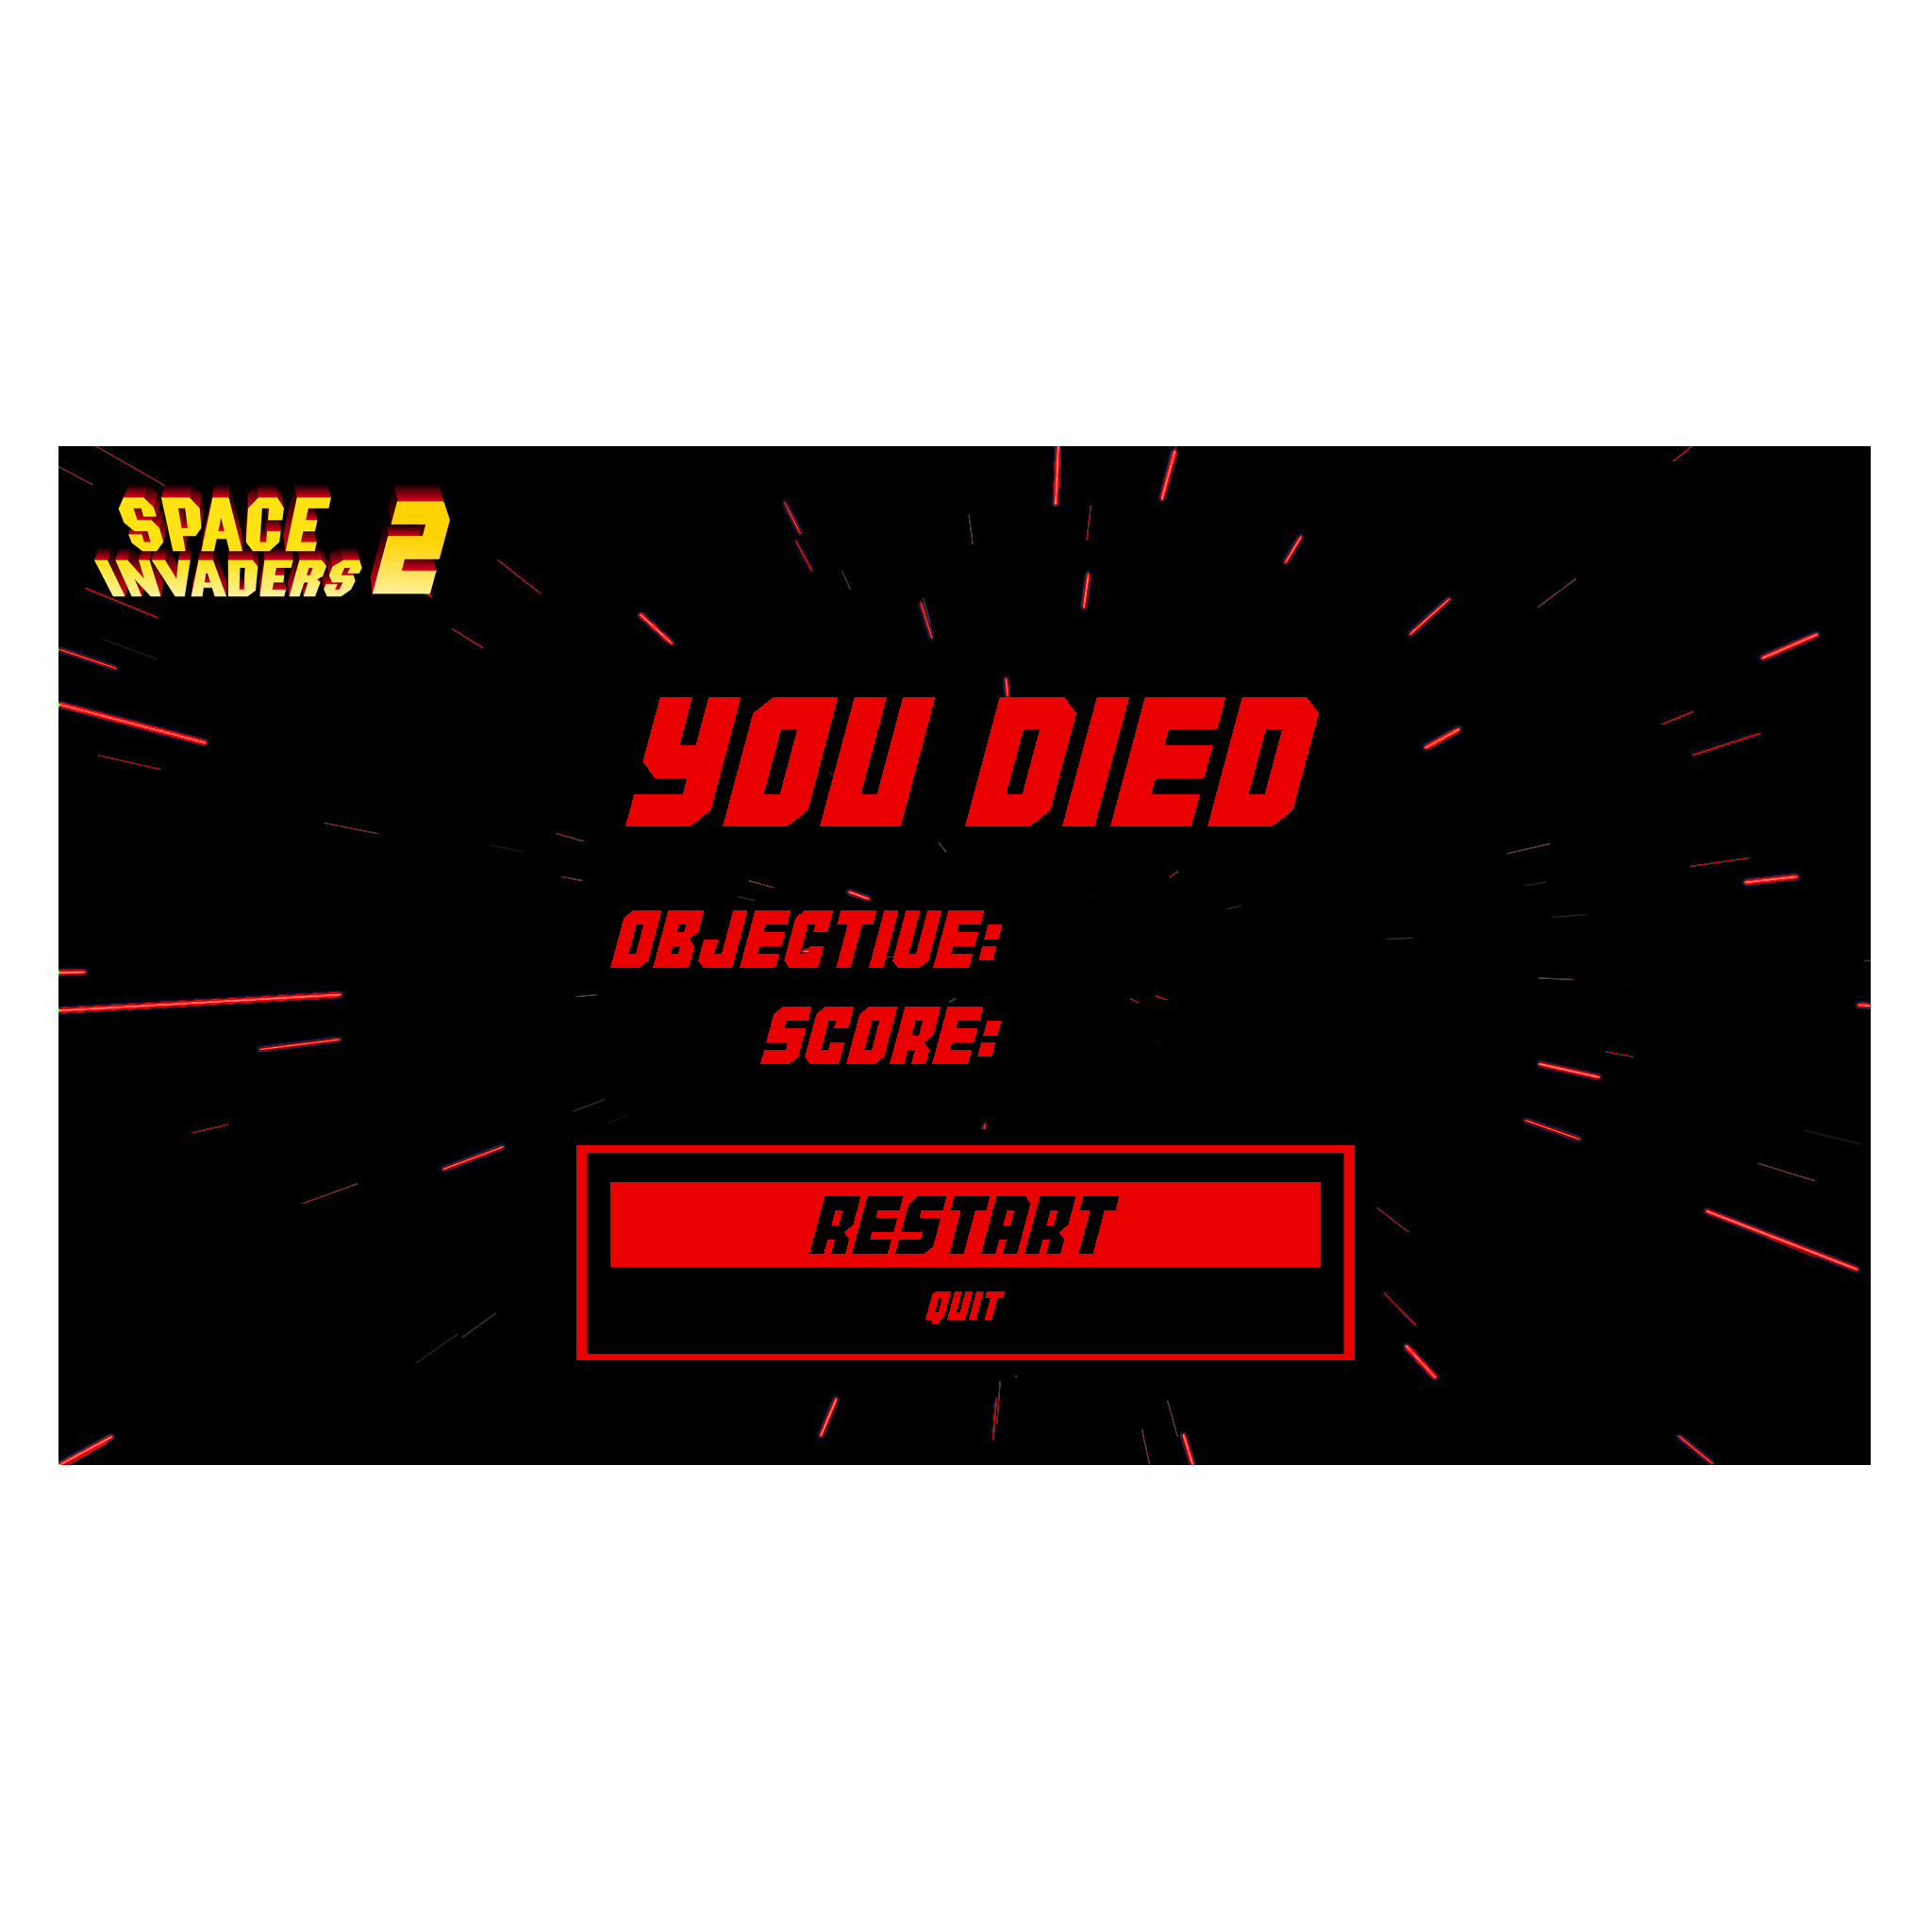 SPACE
INVADERS 2
YOU DIED
OBJECTIVE:
SCORE:
RESTART
QUIT